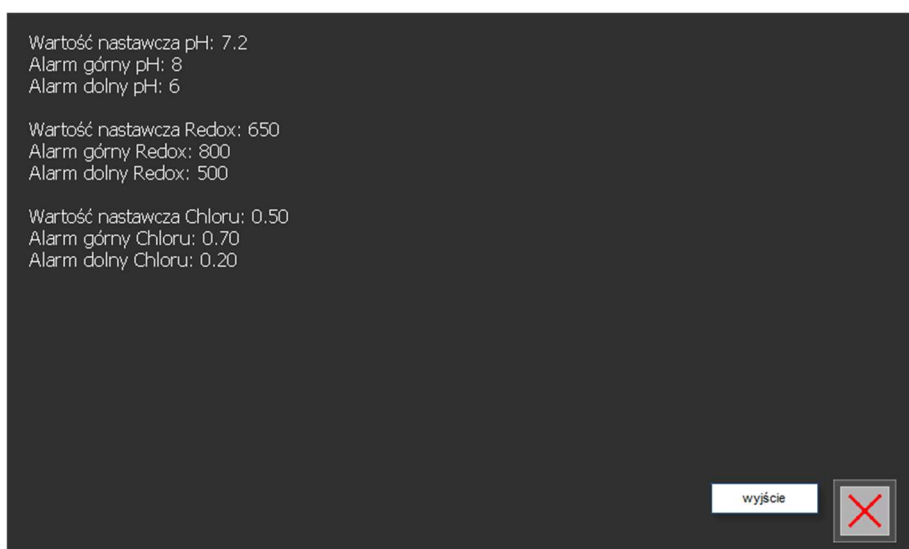 Wartość nastawcza pH: 7.2
Alarm górny pH: 8
Alarm dolny pH: 6
Wartość nastawcza Redox: 650
Alarm górny Redox: 800
Alarm dolny Redox: 500
Wartość nastawcza Chloru: 0.50
Alarm górny Chloru: 0.70
Alarm dolny Chloru: 0.20
wyjście